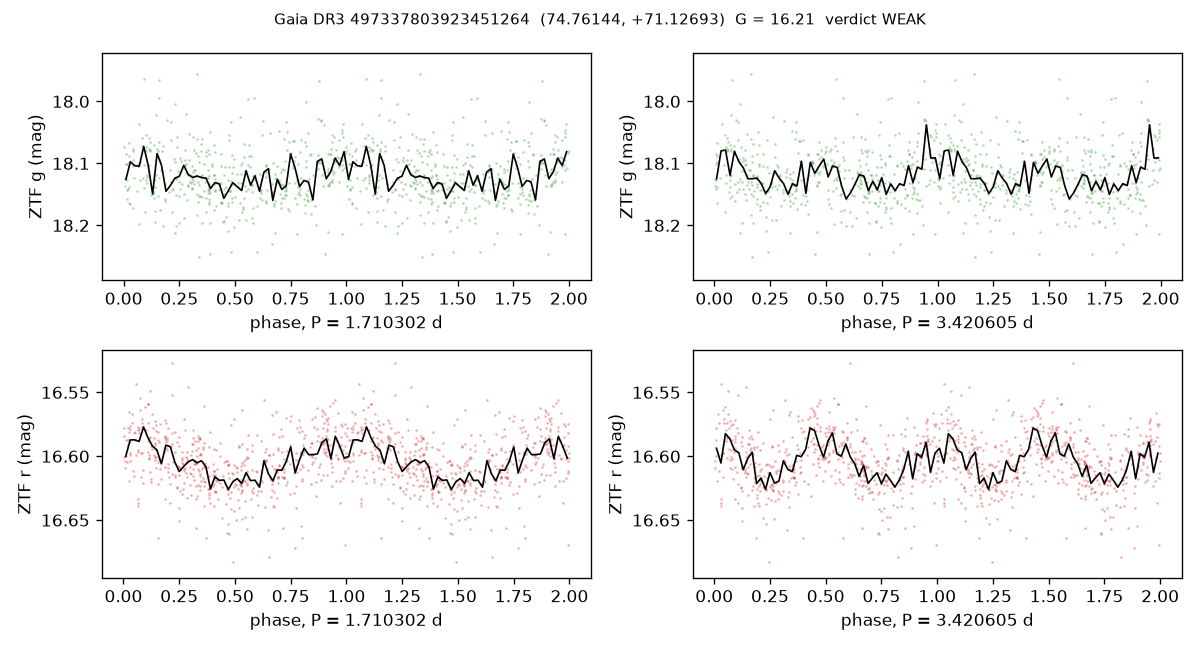 Gaia DR3 497337803923451264  (74.76144, +71.12693)  G = 16.21  verdict WEAK
ZTF g (mag)
18.0
18.1
18.2
0.00 0.25 0.50 0.75 1.00 1.25 1.50 1.75 2.00
phase, P = 1.710302 d
ZTF g (mag)
18.0
18.1
18.2
0.00 0.25 0.50 0.75 1.00 1.25 1.50 1.75 2.00
phase, P = 3.420605 d
ZTF r (mag)
16.55
16.60
16.65
0.00 0.25 0.50 0.75 1.00 1.25 1.50 1.75 2.00
phase, P = 1.710302 d
ZTF r (mag)
16.55
16.60
16.65
0.00 0.25 0.50 0.75 1.00 1.25 1.50 1.75 2.00
phase, P = 3.420605 d